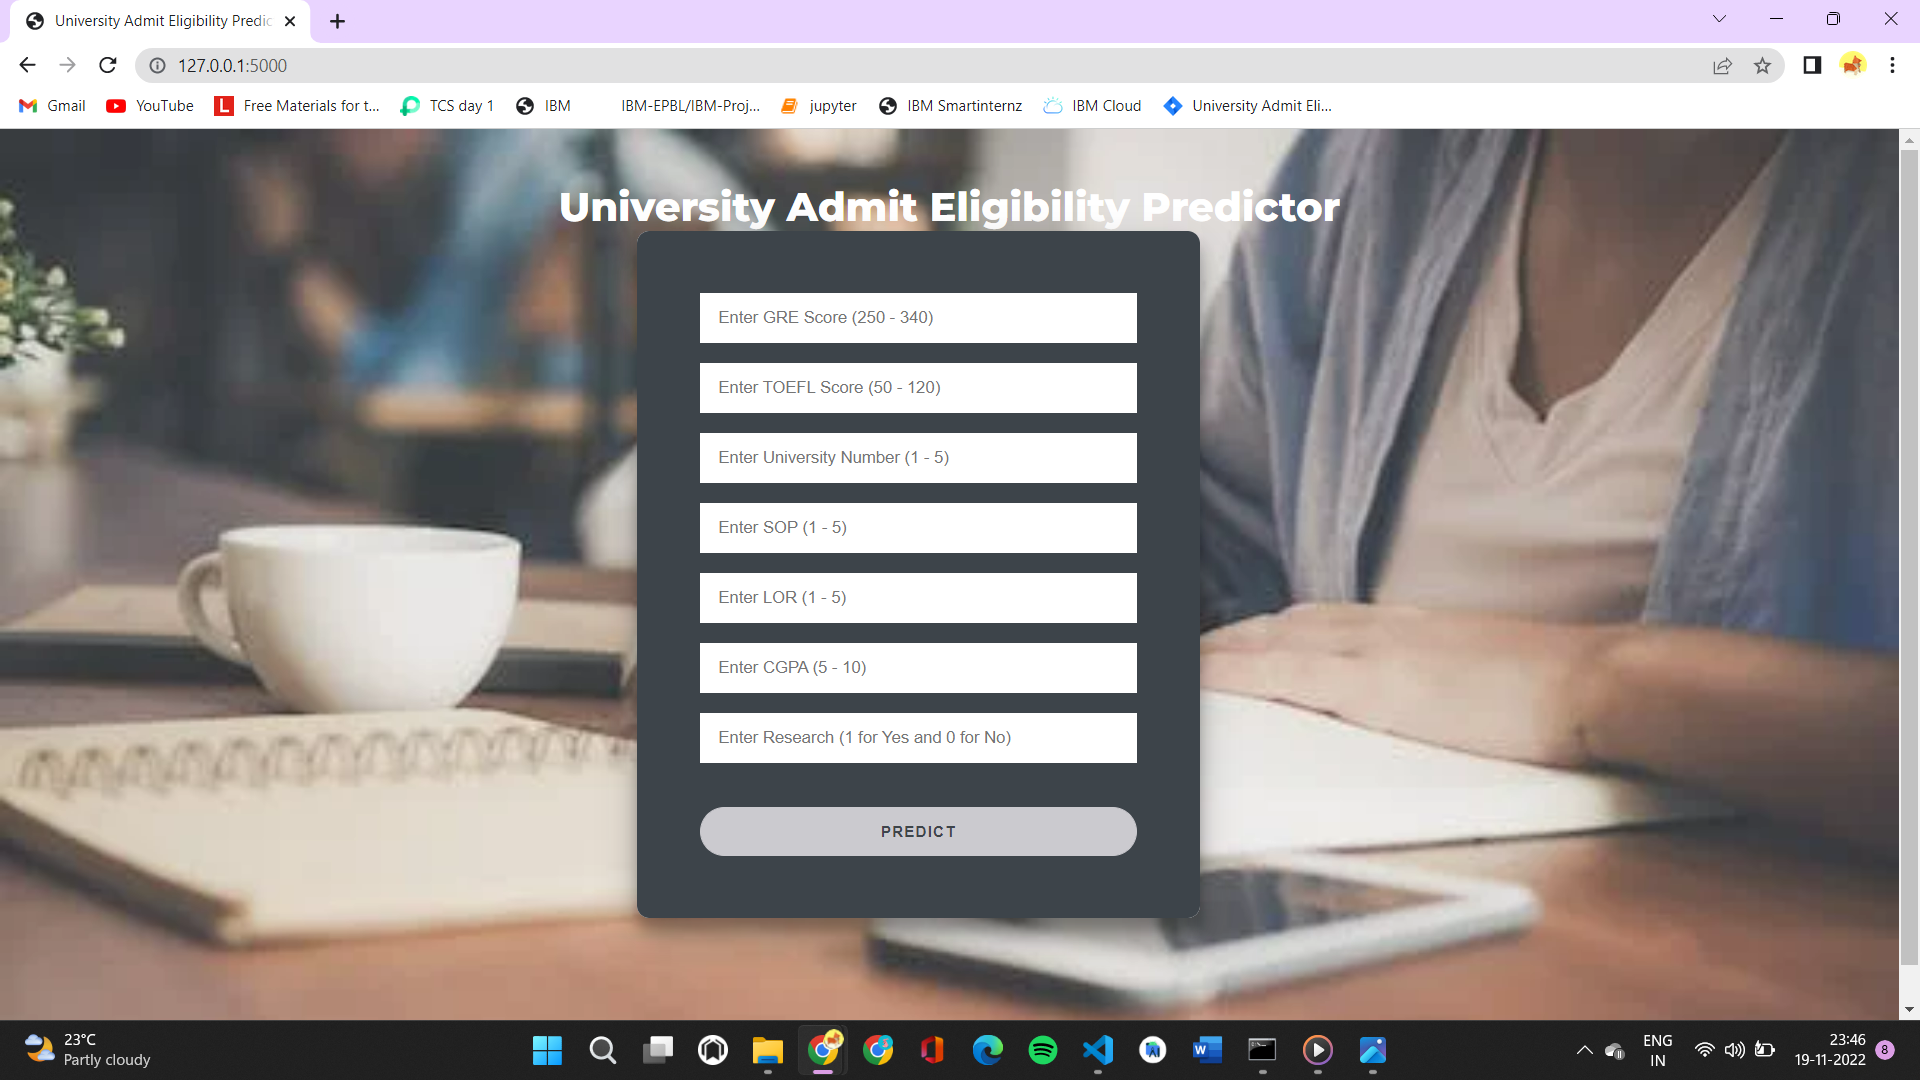 University Admit Eligibility Predic
127.0.0.1:5000
Gmail
YouTube
Free Materials for t...
TCS day 1
IBM
IBM-EPBL/IBM-Proj...
jupyter
IBM Smartinternz
IBM Cloud
University Admit Eli...
University Admit Eligibility Predictor
Enter GRE Score (250 - 340)
Enter TOEFL Score (50 - 120)
Enter University Number (1 - 5)
Enter SOP (1 - 5)
Enter LOR (1 - 5)
Enter CGPA (5 - 10)
Enter Research (1 for Yes and 0 for No)
PREDICT
23°C
Partly cloudy
ENG
IN
23:46
19-11-2022
8